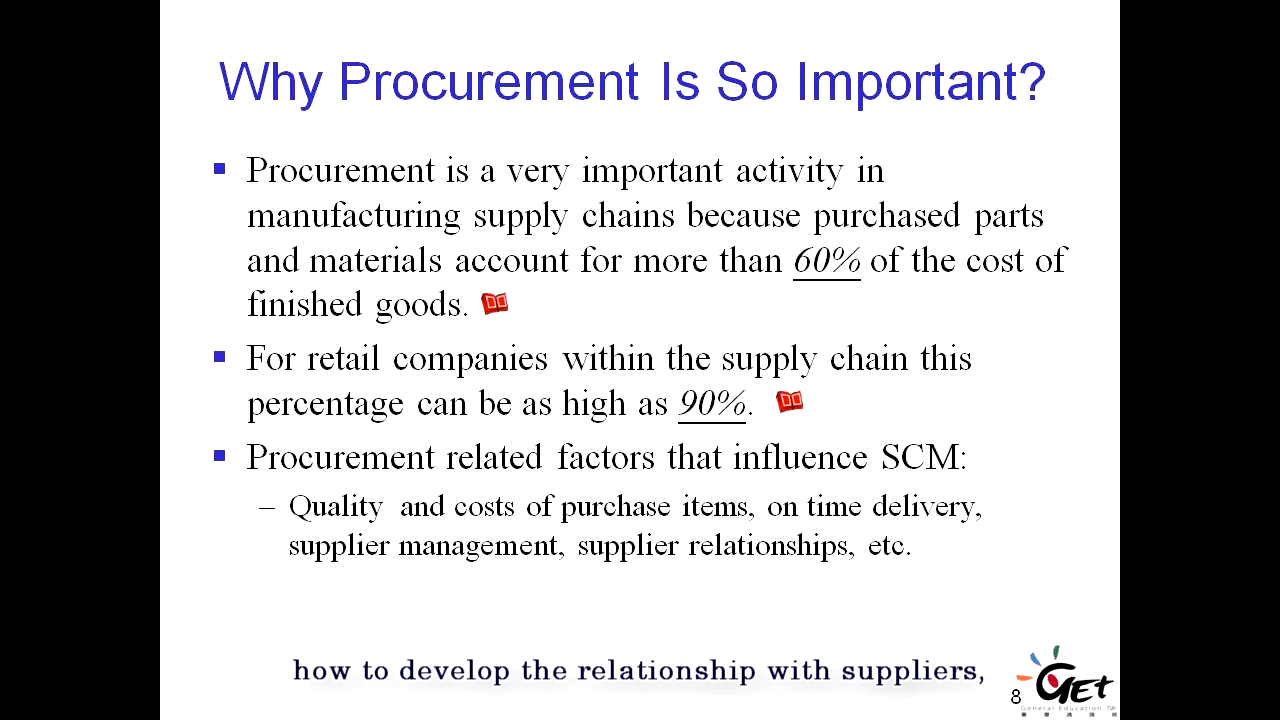 Why Procurement Is So Important?
Procurement is a very important activity in
manufacturing supply chains because purchased parts
and materials account for more than 60% of the cost of
finished goods.
For retail companies within the supply chain this
percentage can be as high as 90%.
Procurement related factors that influence SCM:
– Quality and costs of purchase items, on time delivery,
supplier management, supplier relationships, etc.
how to develop the relationship with suppliers,
8
GET
General Education TW